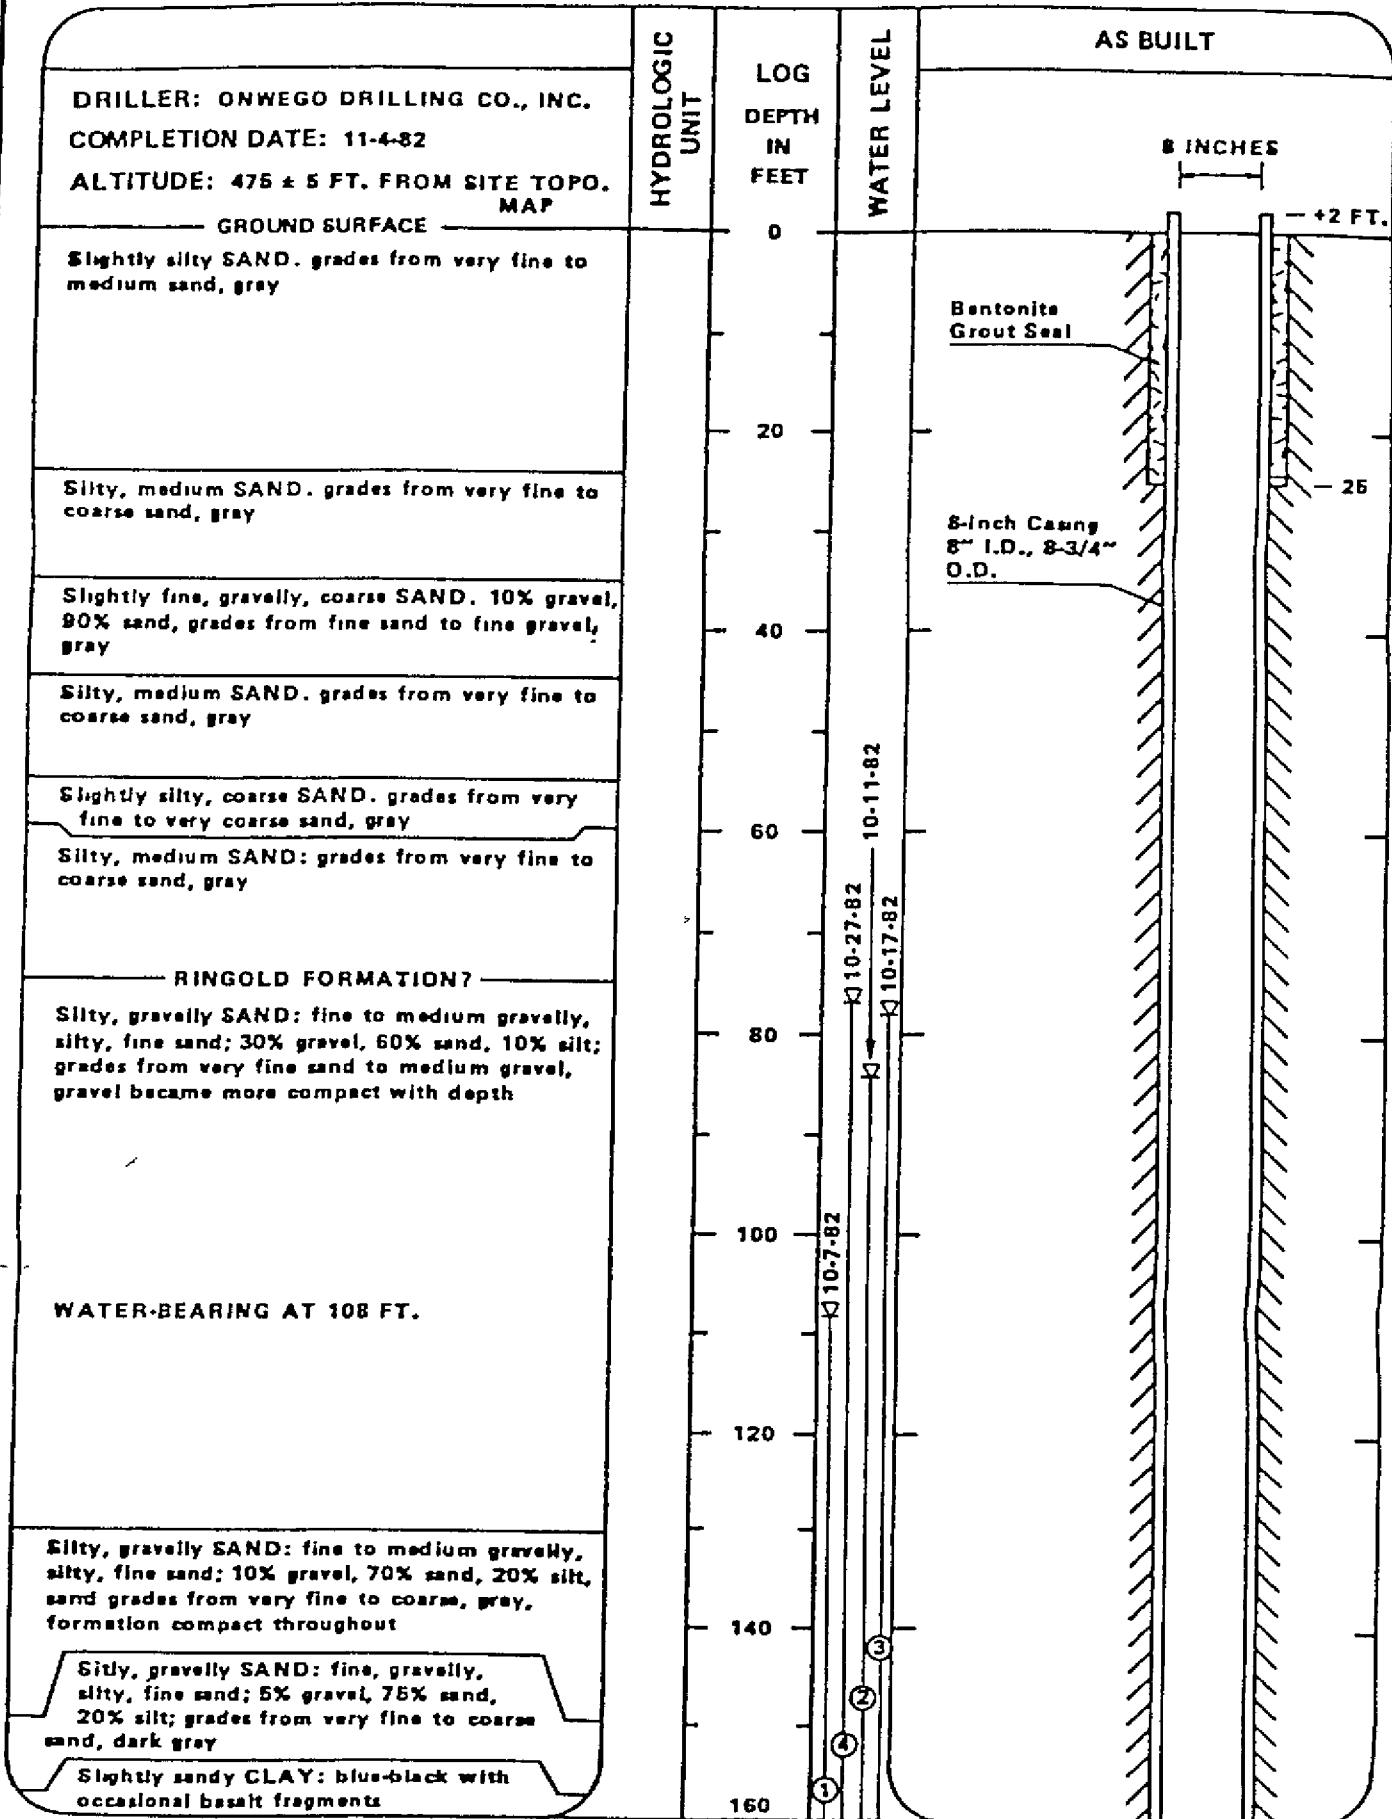 HYDROLOGIC UNIT
LOG
DEPTH
IN
FEET
WATER LEVEL
AS BUILT
DRILLER: ONWEGO DRILLING CO., INC.
COMPLETION DATE: 11-4-82
ALTITUDE: 475 ± 5 FT. FROM SITE TOPO.
MAP
GROUND SURFACE
Slightly silty SAND. grades from very fine to
medium sand, gray
Silty, medium SAND. grades from very fine to
coarse sand, gray
Slightly fine, gravelly, coarse SAND. 10% gravel,
90% sand, grades from fine sand to fine gravel,
gray
Silty, medium SAND. grades from very fine to
coarse sand, gray
Slightly silty, coarse SAND. grades from very
fine to very coarse sand, gray
Silty, medium SAND: grades from very fine to
coarse sand, gray
RINGOLD FORMATION?
Silty, gravelly SAND: fine to medium gravelly,
silty, fine sand; 30% gravel, 60% sand, 10% silt;
grades from very fine sand to medium gravel,
gravel became more compact with depth
WATER-BEARING AT 108 FT.
Silty, gravelly SAND: fine to medium gravelly,
silty, fine sand; 10% gravel, 70% sand, 20% silt,
sand grades from very fine to coarse, gray,
formation compact throughout
Sitly, gravelly SAND: fine, gravelly,
silty, fine sand; 5% gravel, 75% sand,
20% silt; grades from very fine to coarse
sand, dark gray
Slightly sandy CLAY: blue-black with
occasional basalt fragments
0
20
40
60
80
100
120
140
160
10-11-82
10-27-82
10-17-82
10-7-82
3
2
4
1
8 INCHES
+2 FT.
Bentonite
Grout Seal
25
8-inch Casing
8" I.D., 8-3/4"
O.D.